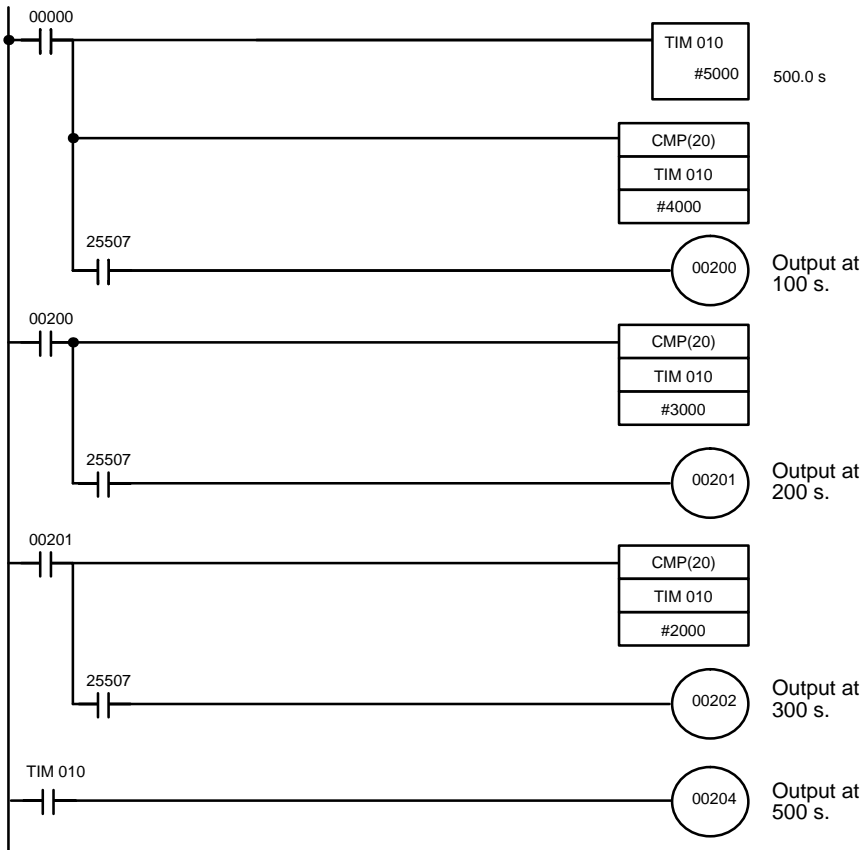 00000
TIM 010
#5000
500.0 s
CMP(20)
TIM 010
#4000
25507
00200
Output at
100 s.
00200
CMP(20)
TIM 010
#3000
25507
00201
Output at
200 s.
00201
CMP(20)
TIM 010
#2000
25507
00202
Output at
300 s.
TIM 010
00204
Output at
500 s.